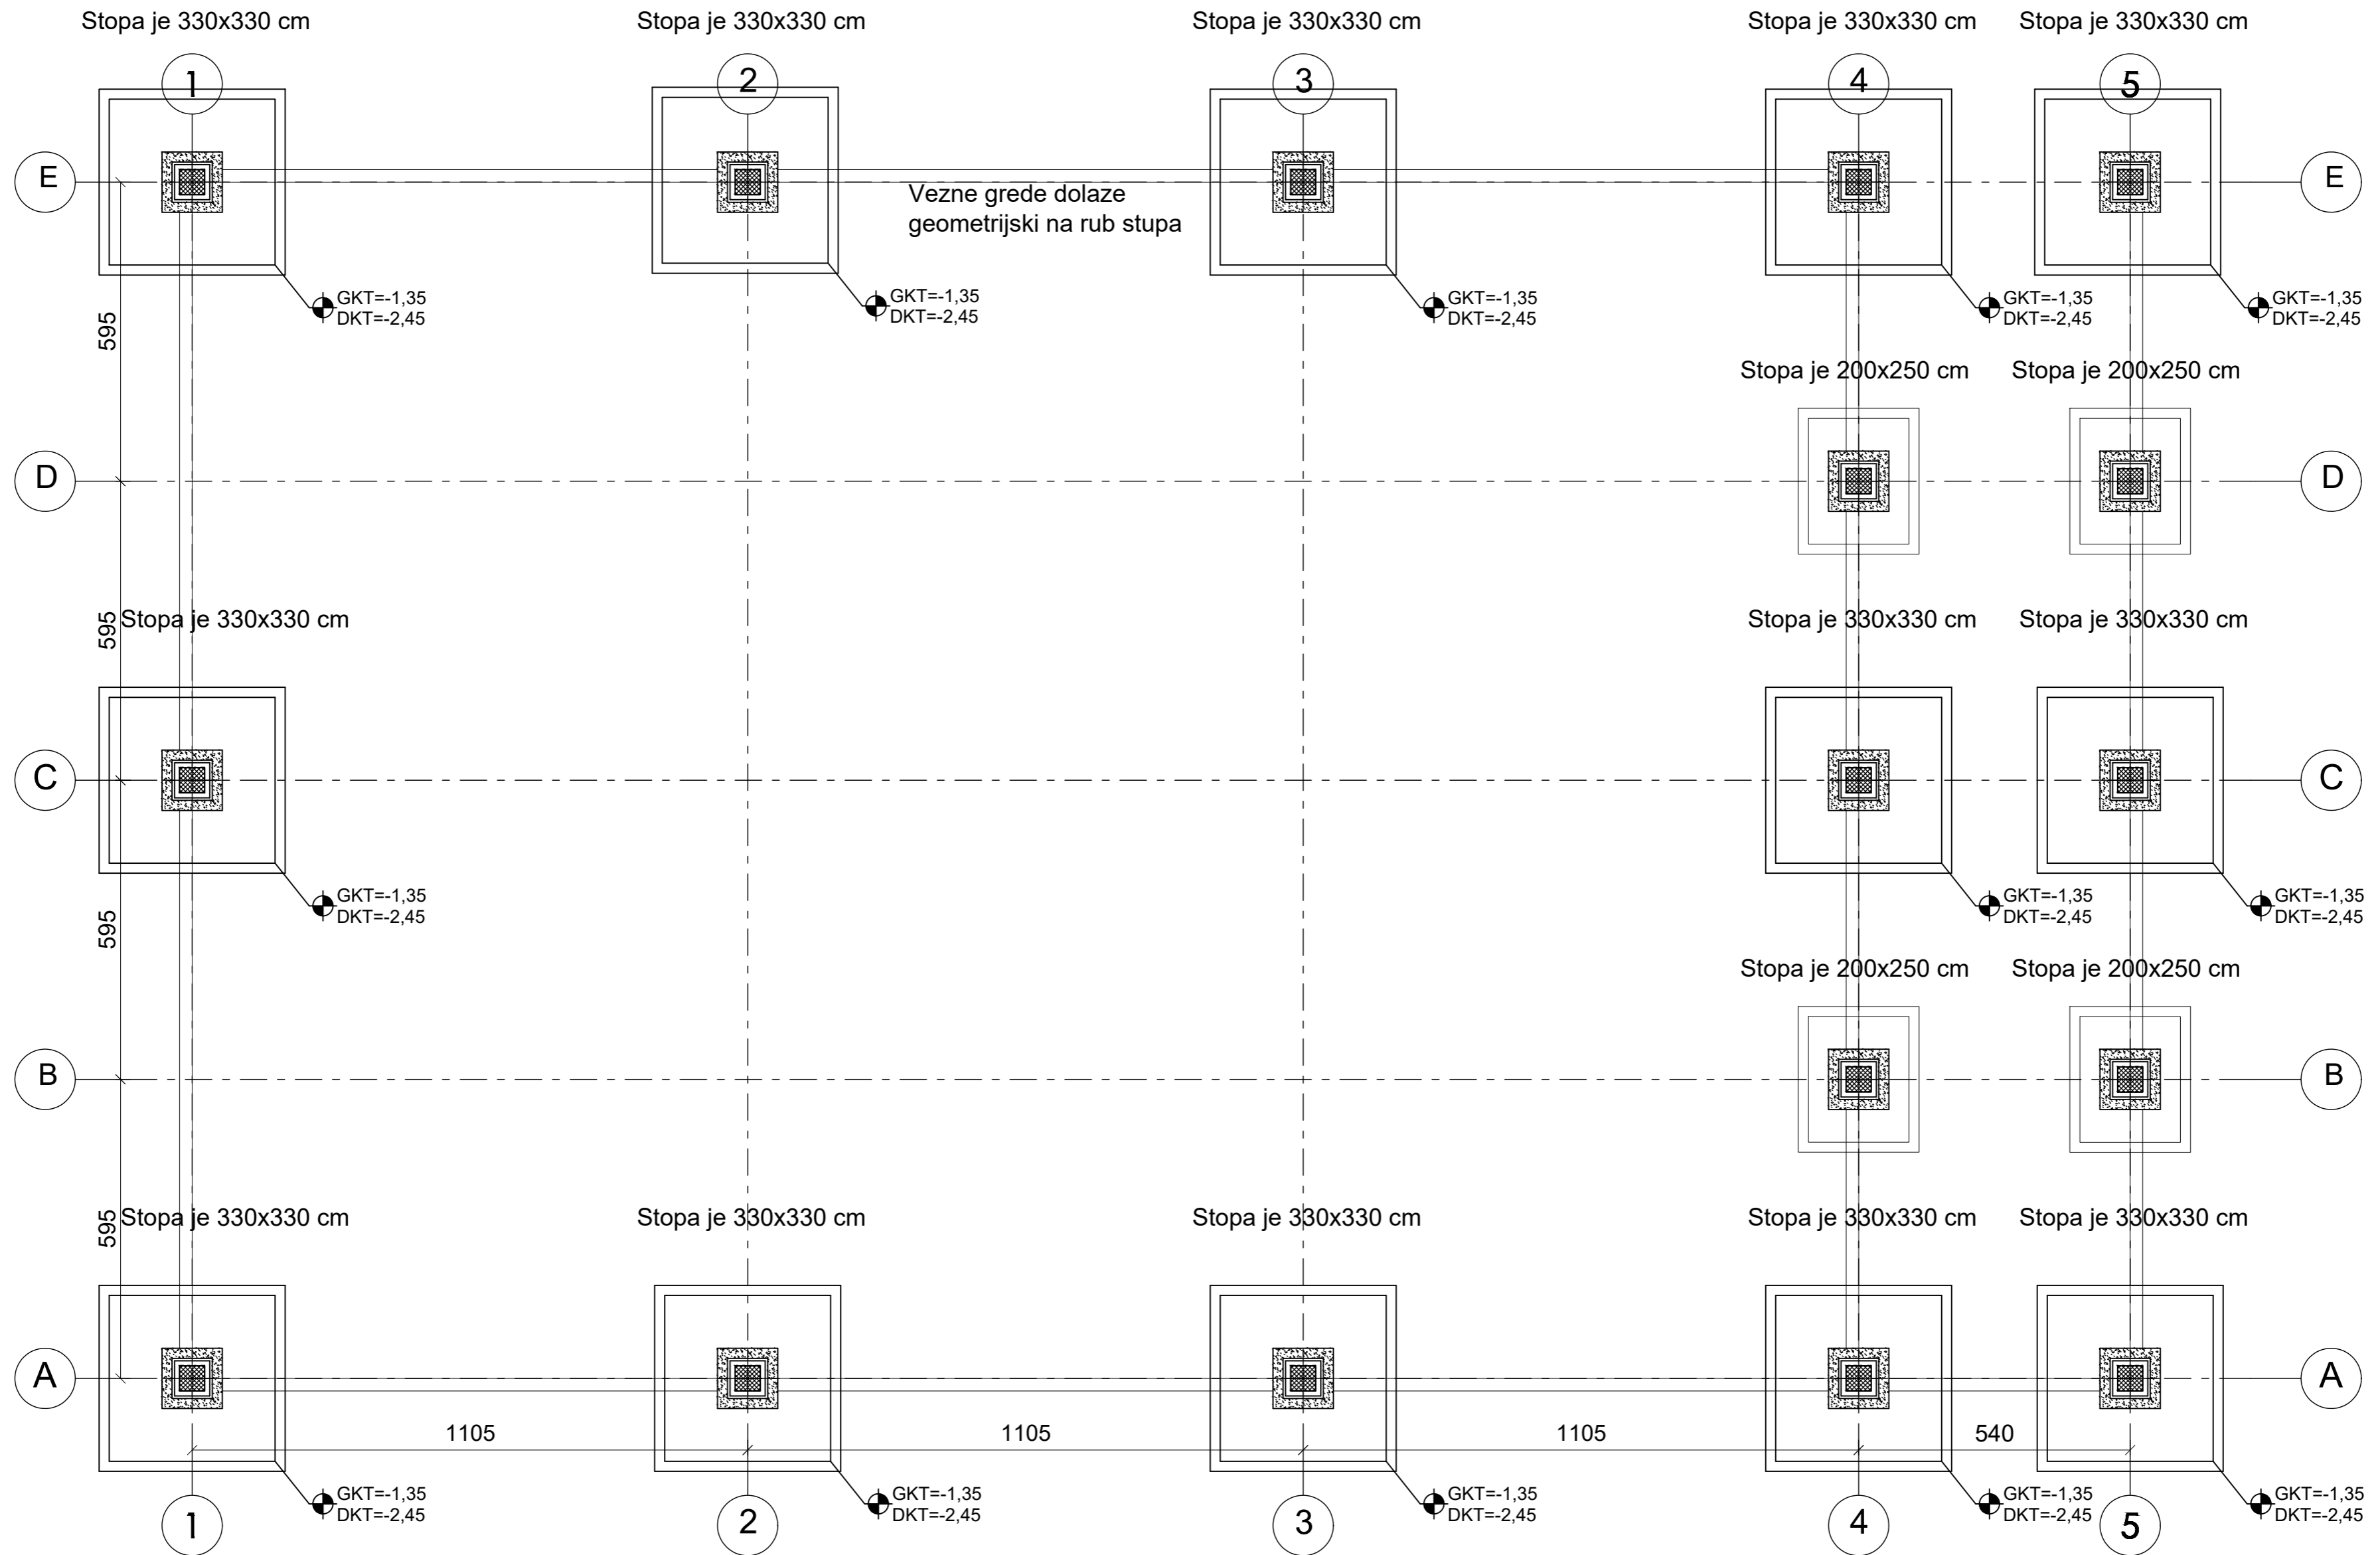 Stopa je 330x330 cm
Stopa je 330x330 cm
Stopa je 330x330 cm
Stopa je 330x330 cm
Stopa je 330x330 cm
1
2
3
4
5
E
E
Vezne grede dolaze
geometrijski na rub stupa
GKT=-1,35
DKT=-2,45
GKT=-1,35
DKT=-2,45
GKT=-1,35
DKT=-2,45
GKT=-1,35
DKT=-2,45
GKT=-1,35
DKT=-2,45
595
Stopa je 200x250 cm
Stopa je 200x250 cm
D
D
595
Stopa je 330x330 cm
Stopa je 330x330 cm
Stopa je 330x330 cm
C
C
GKT=-1,35
DKT=-2,45
GKT=-1,35
DKT=-2,45
GKT=-1,35
DKT=-2,45
595
Stopa je 200x250 cm
Stopa je 200x250 cm
B
B
595
Stopa je 330x330 cm
Stopa je 330x330 cm
Stopa je 330x330 cm
Stopa je 330x330 cm
Stopa je 330x330 cm
A
A
1105
1105
1105
540
GKT=-1,35
DKT=-2,45
GKT=-1,35
DKT=-2,45
GKT=-1,35
DKT=-2,45
GKT=-1,35
DKT=-2,45
GKT=-1,35
DKT=-2,45
1
2
3
4
5